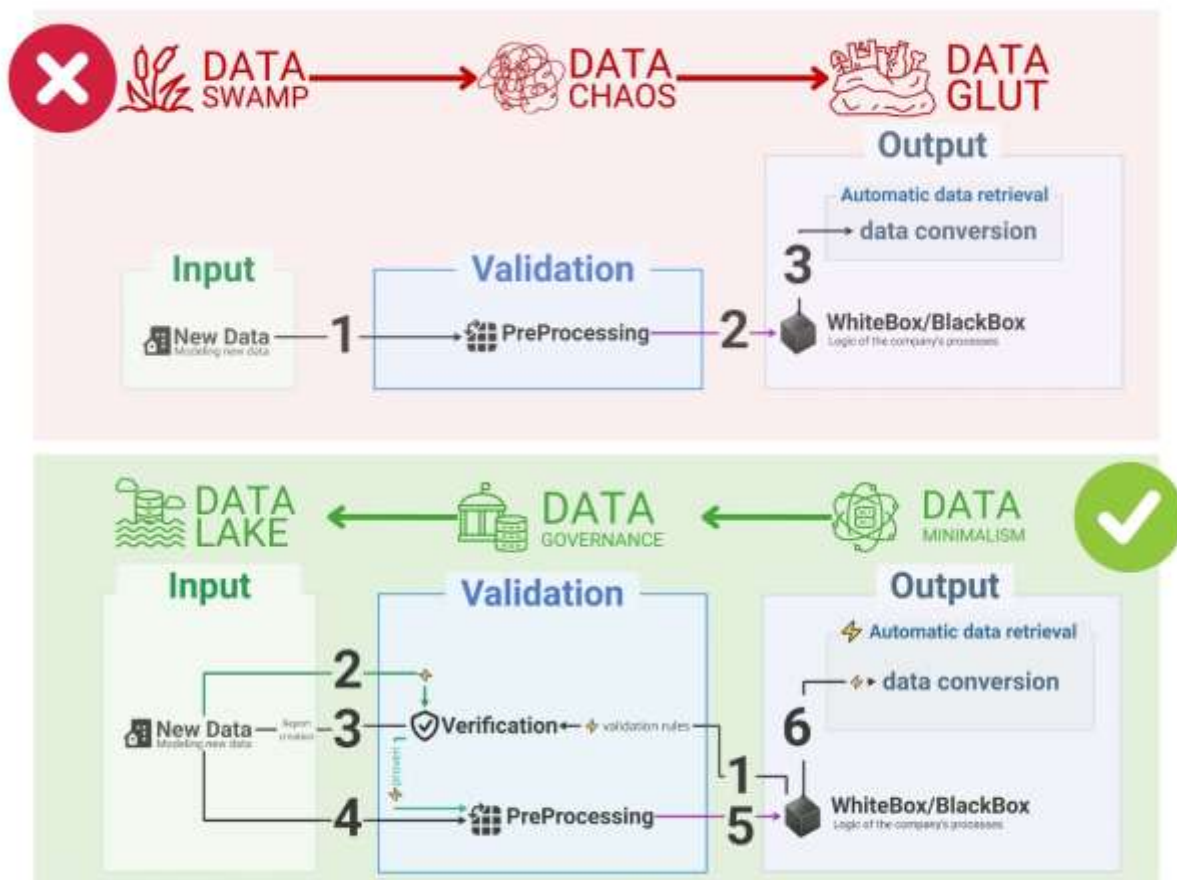 DATA
SWAMP
DATA
CHAOS
DATA
GLUT
Output
Automatic data retrieval
data conversion
3
Input
Validation
New Data
Modeling new data
1
PreProcessing
2
WhiteBox/BlackBox
Logic of the company's processes
DATA
LAKE
DATA
GOVERNANCE
DATA
MINIMALISM
Input
Validation
Output
Automatic data retrieval
2
data conversion
New Data
Modeling new data
Report
creation
3
Verification
validation rules
6
proven
1
4
PreProcessing
5
WhiteBox/BlackBox
Logic of the company's processes